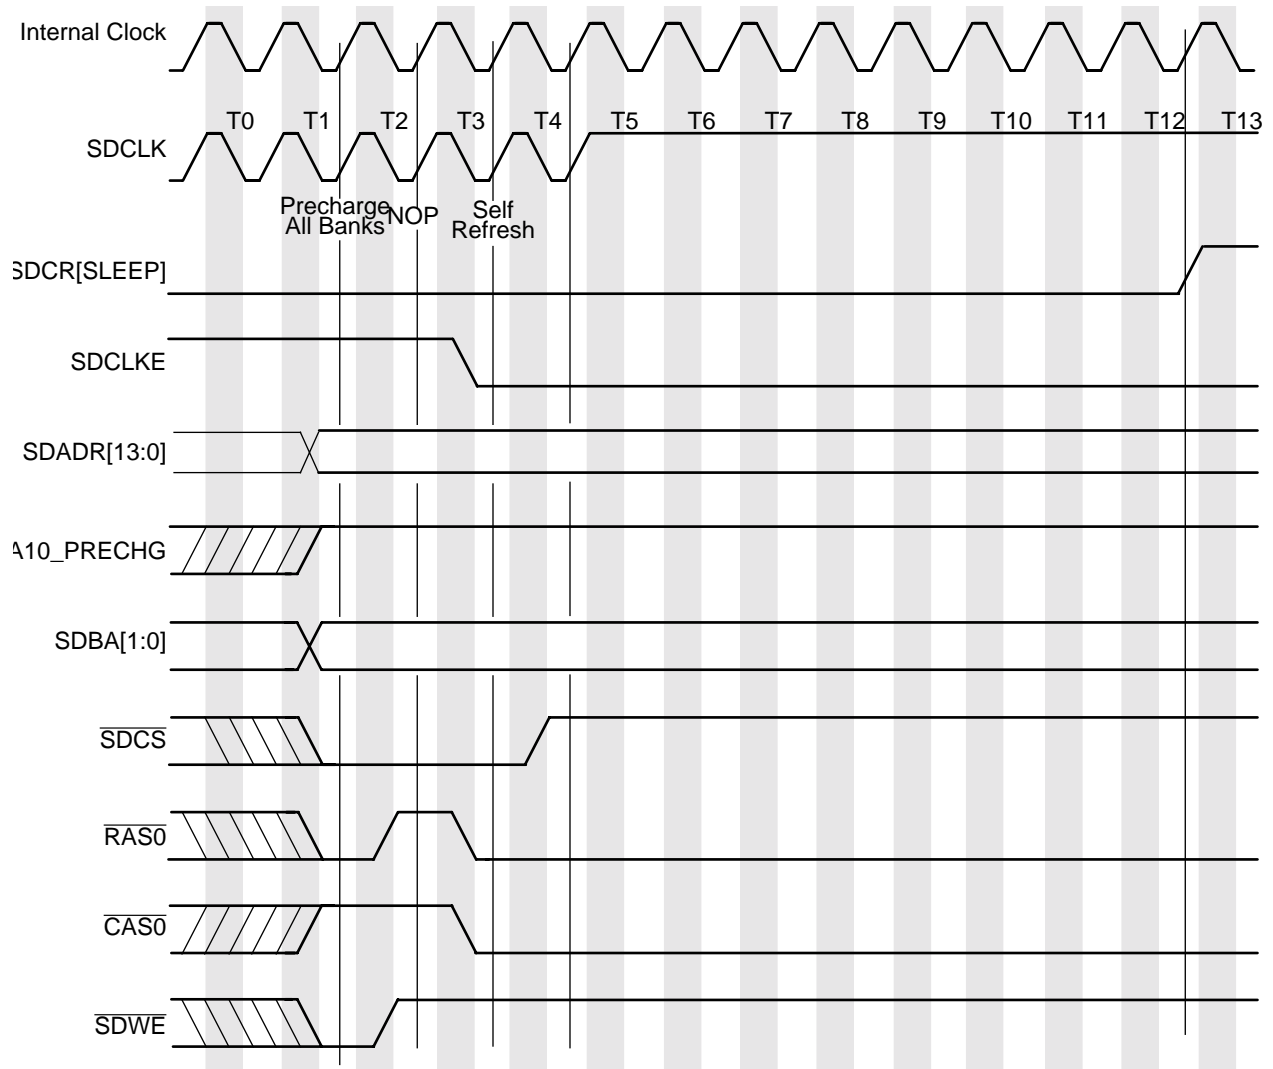 Internal Clock
T0 T1 T2 T3 T4 T5 T6 T7 T8 T9 T10 T11 T12 T13
SDCLK
Precharge
All Banks
NOP
Self
Refresh
SDCR[SLEEP]
SDCLKE
SDADR[13:0]
A10_PRECHG
SDBA[1:0]
SDCS
RAS0
CAS0
SDWE